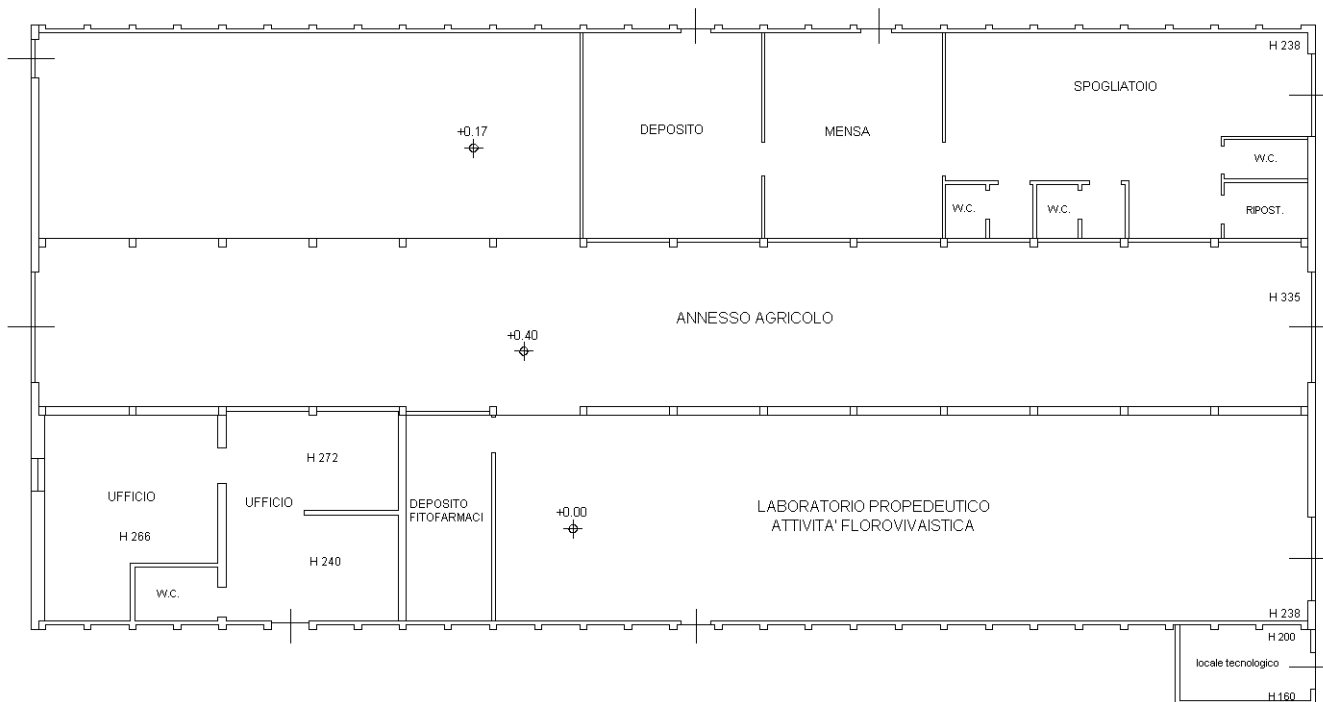 H 238
SPOGLIATOIO
+0.17
DEPOSITO
MENSA
W.C.
W.C.
W.C.
RIPOST.
H 335
ANNESSO AGRICOLO
+0.40
H 272
UFFICIO
UFFICIO
DEPOSITO
FITOFARMACI
+0.00
LABORATORIO PROPEDEUTICO
ATTIVITA' FLOROVIVAISTICA
H 266
H 240
W.C.
H 238
H 200
locale tecnologico
H 160